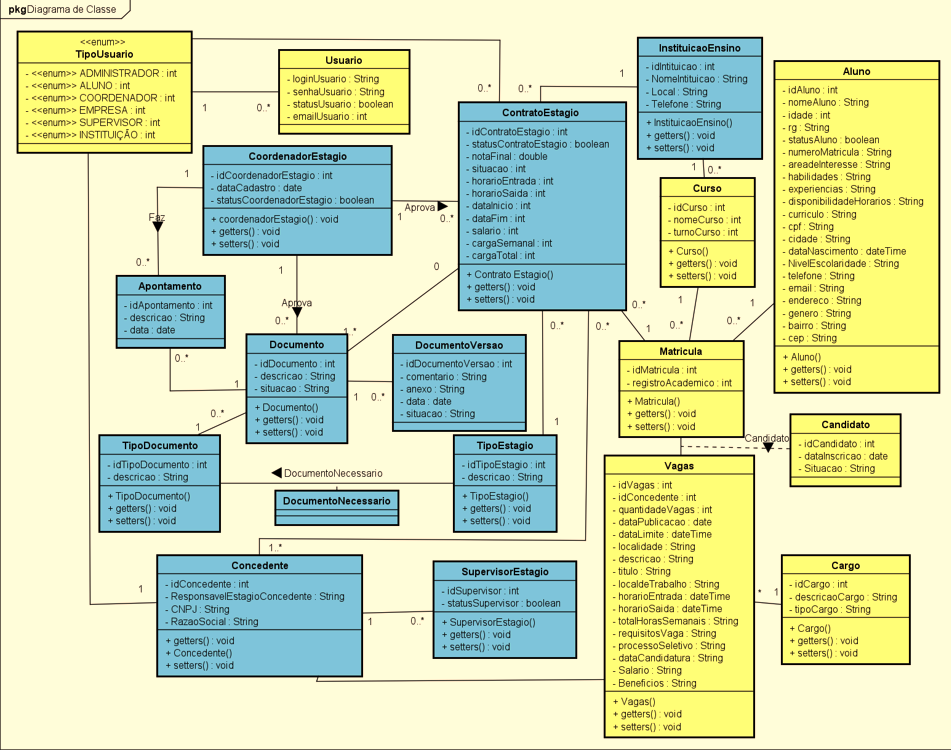 pkg Diagrama de Classe
<<enum>>
TipoUsuario
- <<enum>> ADMINISTRADOR : int
- <<enum>> ALUNO : int
- <<enum>> COORDENADOR : int
- <<enum>> EMPRESA : int
- <<enum>> SUPERVISOR : int
- <<enum>> INSTITUIÇÃO : int
1
0..*
Usuario
- loginUsuario : String
- senhaUsuario : String
- statusUsuario : boolean
- emailUsuario : int
0..*
0..*
1
ContratoEstagio
- idContratoEstagio : int
- statusContratoEstagio : boolean
- notaFinal : double
- situacao : int
- horarioEntrada : int
- horarioSaida : int
- dataInicio : int
- dataFim : int
- salario : int
- cargaSemanal : int
- cargaTotal : int
+ Contrato Estagio()
+ getters() : void
+ setters() : void
InstituicaoEnsino
- idIntituicao : int
- NomeIntituicao : String
- Local : String
- Telefone : String
+ InstituicaoEnsino()
+ getters() : void
+ setters() : void
1
0..*
Aluno
- idAluno : int
- nomeAluno : String
- idade : int
- rg : String
- statusAluno : boolean
- numeroMatricula : String
- areadeInteresse : String
- habilidades : String
- experiencias : String
- disponibilidadeHorarios : String
- curriculo : String
- cpf : String
- cidade : String
- dataNascimento : dateTime
- NivelEscolaridade : String
- telefone : String
- email : String
- endereco : String
- genero : String
- bairro : String
- cep : String
+ Aluno()
+ getters() : void
+ setters() : void
CoordenadorEstagio
- idCoordenadorEstagio : int
- dataCadastro : date
- statusCoordenadorEstagio : boolean
+ coordenadorEstagio() : void
+ getters() : void
+ setters() : void
1
Faz
0..*
Aprova
1
0..*
1
Aprova
0..*
0
1..*
Curso
- idCurso : int
- nomeCurso : int
- turnoCurso : int
+ Curso()
+ getters() : void
+ setters() : void
0..*
1
1
0..*
1
0..*
Apontamento
- idApontamento : int
- descricao : String
- data : date
0..*
1
Documento
- idDocumento : int
- descricao : String
- situacao : String
+ Documento()
+ getters() : void
+ setters() : void
1
0..*
DocumentoVersao
- idDocumentoVersao : int
- comentario : String
- anexo : String
- data : date
- situacao : String
0..*
0..*
1
Matricula
- idMatricula : int
- registroAcademico : int
+ Matricula()
+ getters() : void
+ setters() : void
0..*
1
TipoDocumento
- idTipoDocumento : int
- descricao : String
+ TipoDocumento()
+ getters() : void
+ setters() : void
DocumentoNecessario
DocumentoNecessario
TipoEstagio
- idTipoEstagio : int
- descricao : String
+ TipoEstagio()
+ getters() : void
+ setters() : void
Candidato
Candidato
- idCandidato : int
- dataInscricao : date
- Situacao : String
Vagas
- idVagas : int
- idConcedente : int
- quantidadeVagas : int
- dataPublicacao : date
- dataLimite : dateTime
- localidade : String
- descricao : String
- titulo : String
- localdeTrabalho : String
- horarioEntrada : dateTime
- horarioSaida : dateTime
- totalHorasSemanais : String
- requisitosVaga : String
- processoSeletivo : String
- dataCandidatura : String
- Salario : String
- Beneficios : String
+ Vagas()
+ getters() : void
+ setters() : void
*
1
Cargo
- idCargo : int
- descricaoCargo : String
- tipoCargo : String
+ Cargo()
+ getters() : void
+ setters() : void
1..*
1
Concedente
- idConcedente : int
- ResponsavelEstagioConcedente : String
- CNPJ : String
- RazaoSocial : String
+ getters() : void
+ Concedente()
+ setters() : void
1
0..*
SupervisorEstagio
- idSupervisor : int
- statusSupervisor : boolean
+ SupervisorEstagio()
+ getters() : void
+ setters() : void